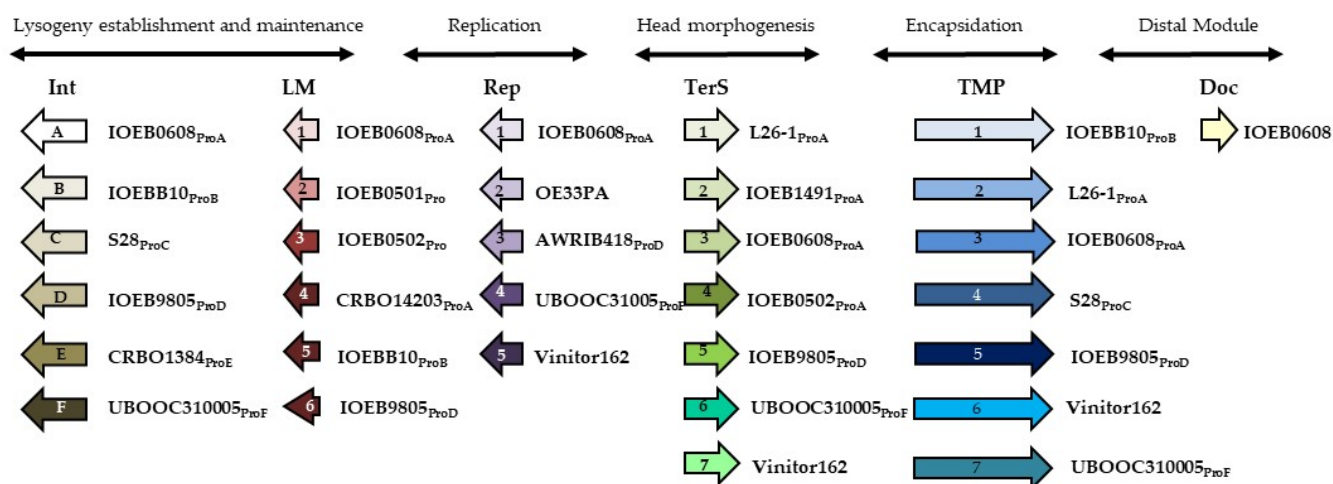 Lysogeny establishment and maintenance Replication Head morphogenesis Encapsidation Distal Module
Int LM Rep TerS TMP Doc
A IOEB0608ProA 1 IOEB0608ProA 1 IOEB0608ProA 1 L26-1ProA 1 IOEBB10ProB IOEB0608
B IOEBB10ProB 2 IOEB0501Pro 2 OE33PA 2 IOEB1491ProA 2 L26-1ProA
C S28ProC 3 IOEB0502Pro 3 AWRIB418ProD 3 IOEB0608ProA 3 IOEB0608ProA
D IOEB9805ProD 4 CRBO14203ProA 4 UBOOC31005ProF 4 IOEB0502ProA 4 S28ProC
E CRBO1384ProE 5 IOEBB10ProB 5 Vinitor162 5 IOEB9805ProD 5 IOEB9805ProD
F UBOOC310005ProF 6 IOEB9805ProD 6 UBOOC310005ProF 6 Vinitor162
7 Vinitor162 7 UBOOC310005ProF